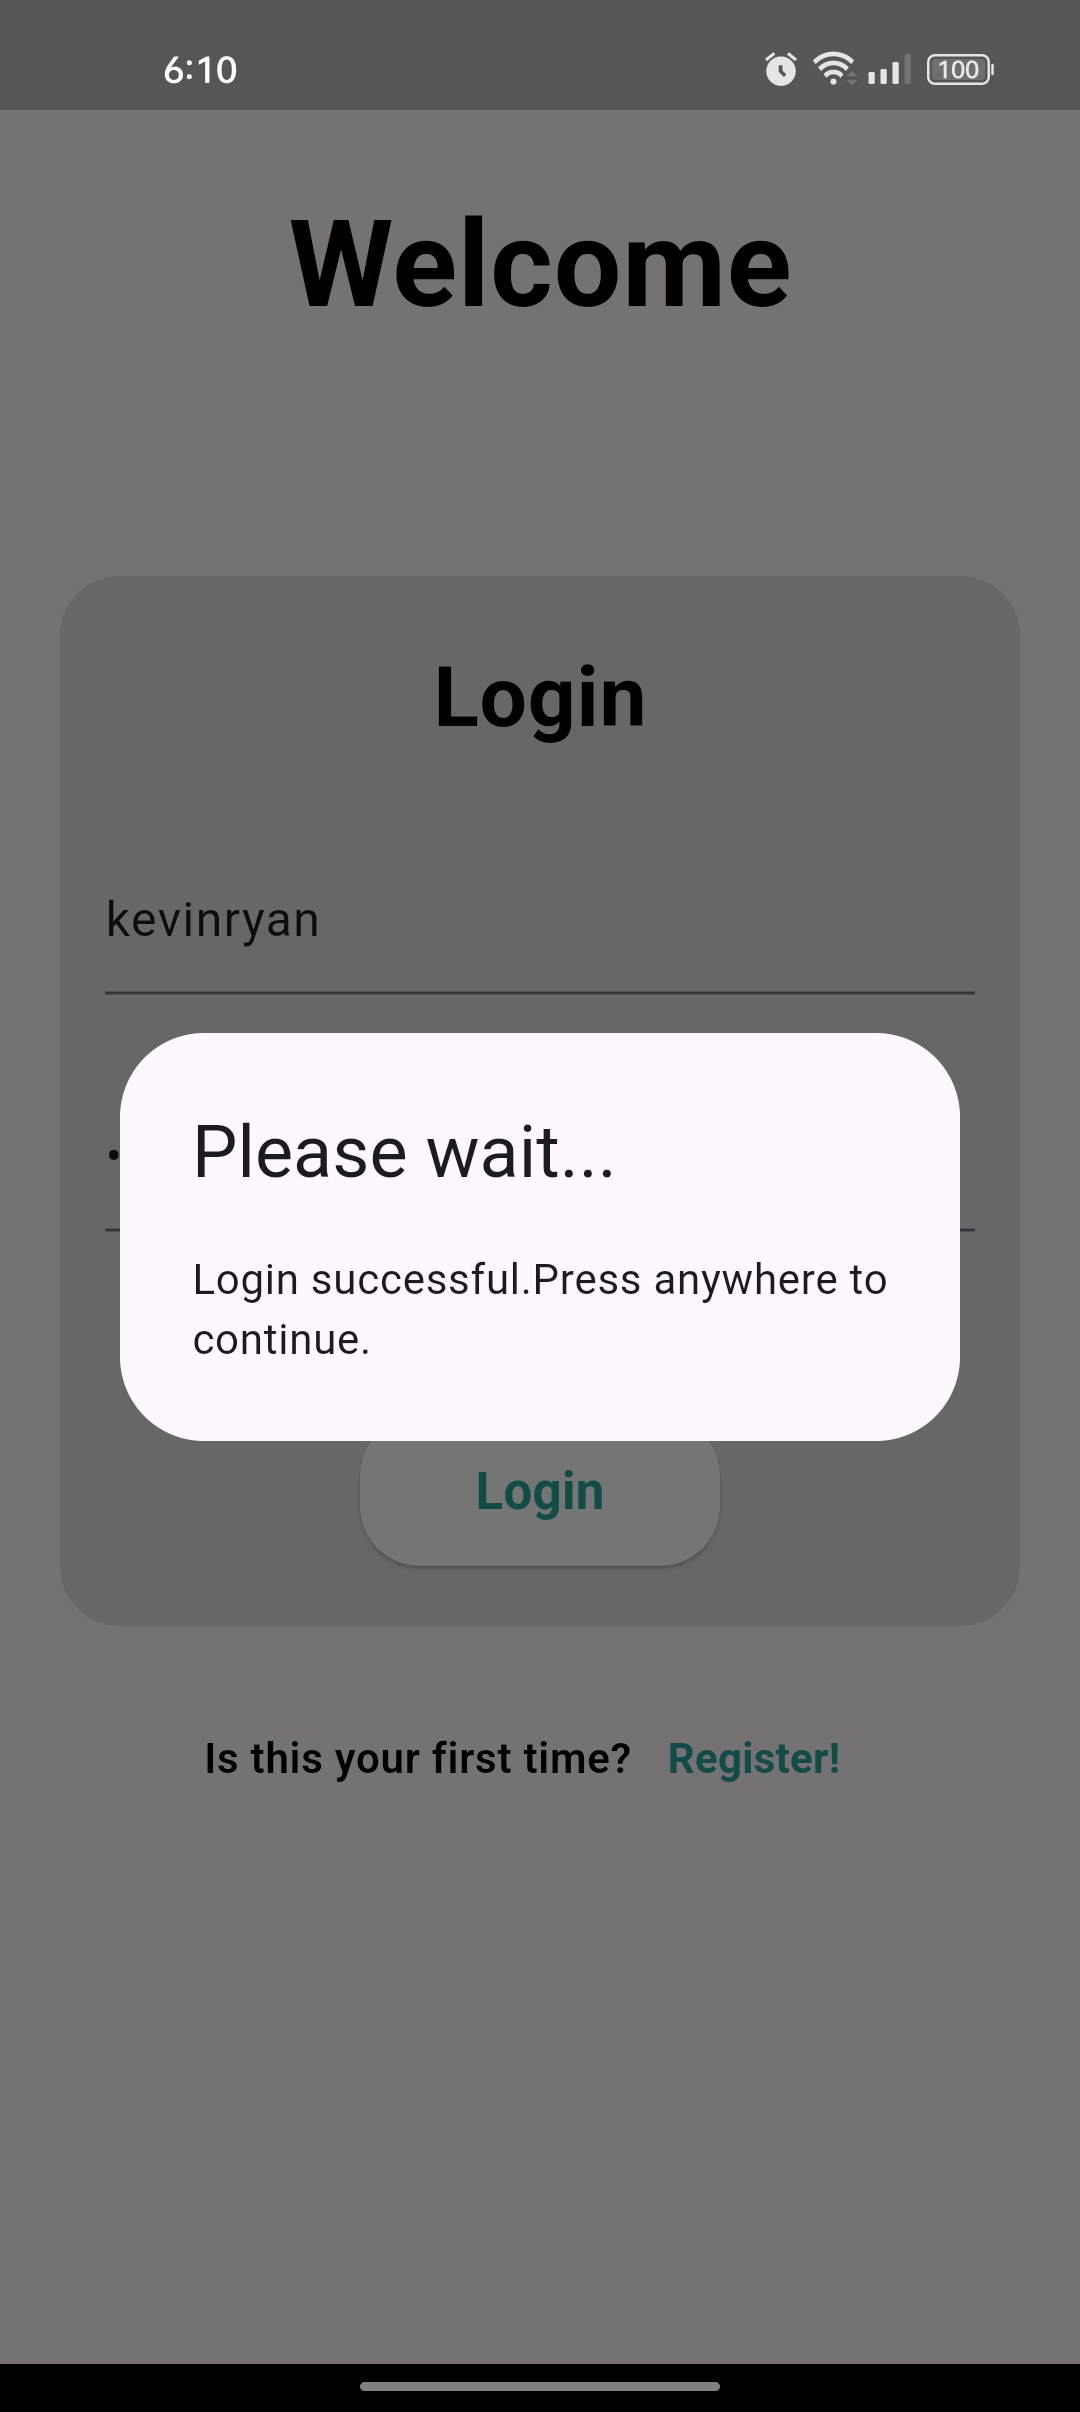 6:10
100
Welcome
Login
kevinryan
Please wait...
Login successful.Press anywhere to
continue.
Login
Is this your first time? Register!